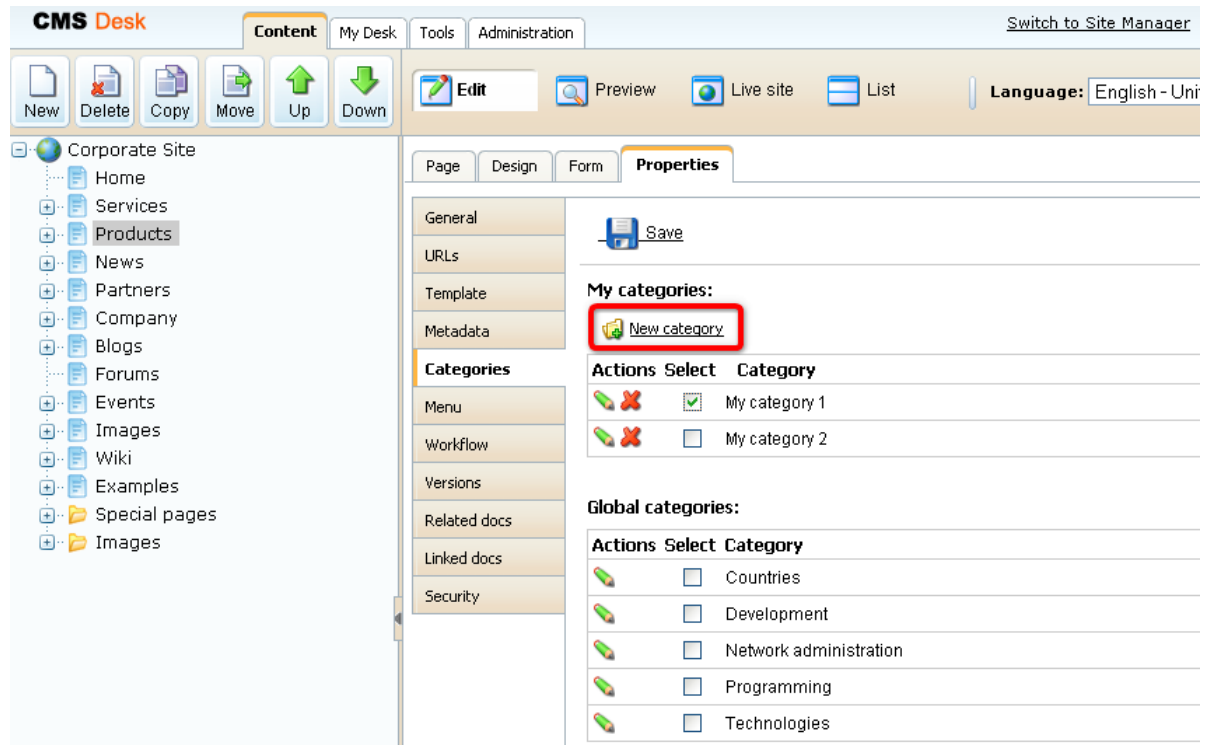 CMS Desk
Content My Desk Tools Administration
Switch to Site Manager
New Delete Copy Move Up Down
Edit Preview Live site List Language: English - Uni
Corporate Site
Home
Services
Products
News
Partners
Company
Blogs
Forums
Events
Images
Wiki
Examples
Special pages
Images
Page Design Form Properties
General
URLs
Template
Metadata
Categories
Menu
Workflow
Versions
Related docs
Linked docs
Security
Save
My categories:
New category
Actions Select Category
My category 1
My category 2
Global categories:
Actions Select Category
Countries
Development
Network administration
Programming
Technologies